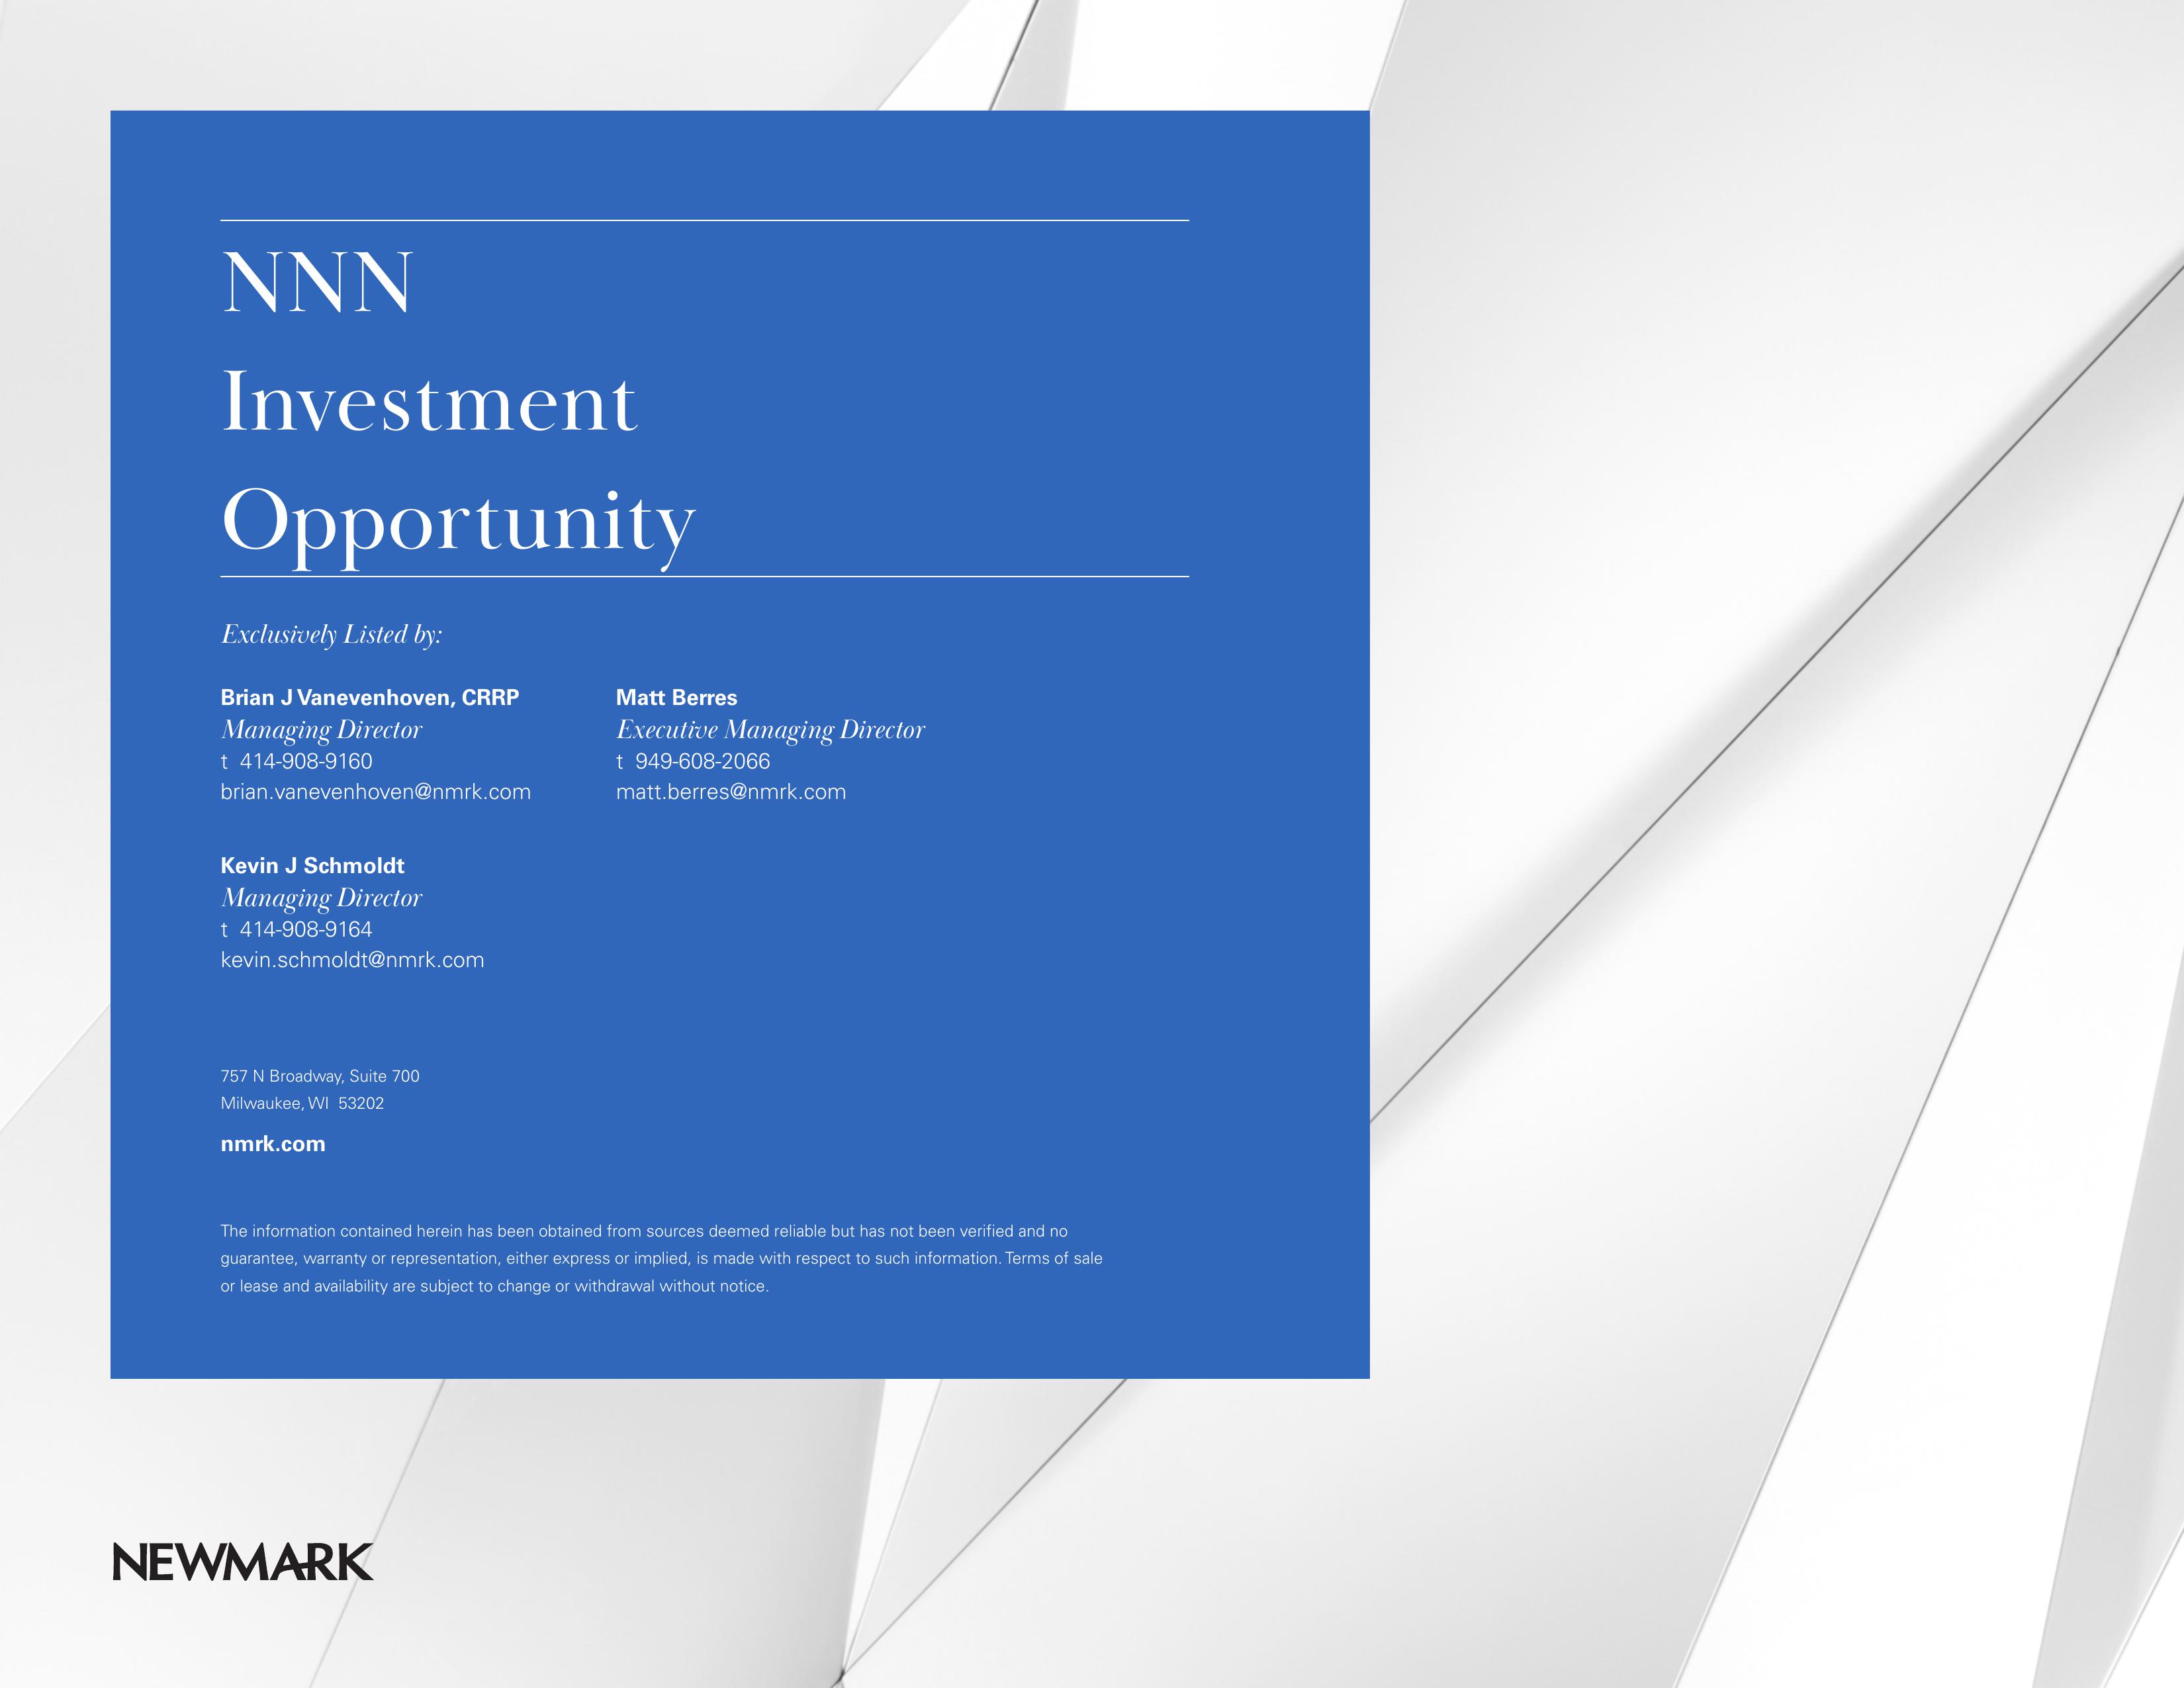 NNN
Investment
Opportunity
Exclusively Listed by:
Brian J Vanevenhoven, CRRP
Managing Director
t 414-908-9160
brian.vanevenhoven@nmrk.com
Matt Berres
Executive Managing Director
t 949-608-2066
matt.berres@nmrk.com
Kevin J Schmoldt
Managing Director
t 414-908-9164
kevin.schmoldt@nmrk.com
757 N Broadway, Suite 700
Milwaukee, WI 53202
nmrk.com
The information contained herein has been obtained from sources deemed reliable but has not been verified and no
guarantee, warranty or representation, either express or implied, is made with respect to such information. Terms of sale
or lease and availability are subject to change or withdrawal without notice.
NEWMARK